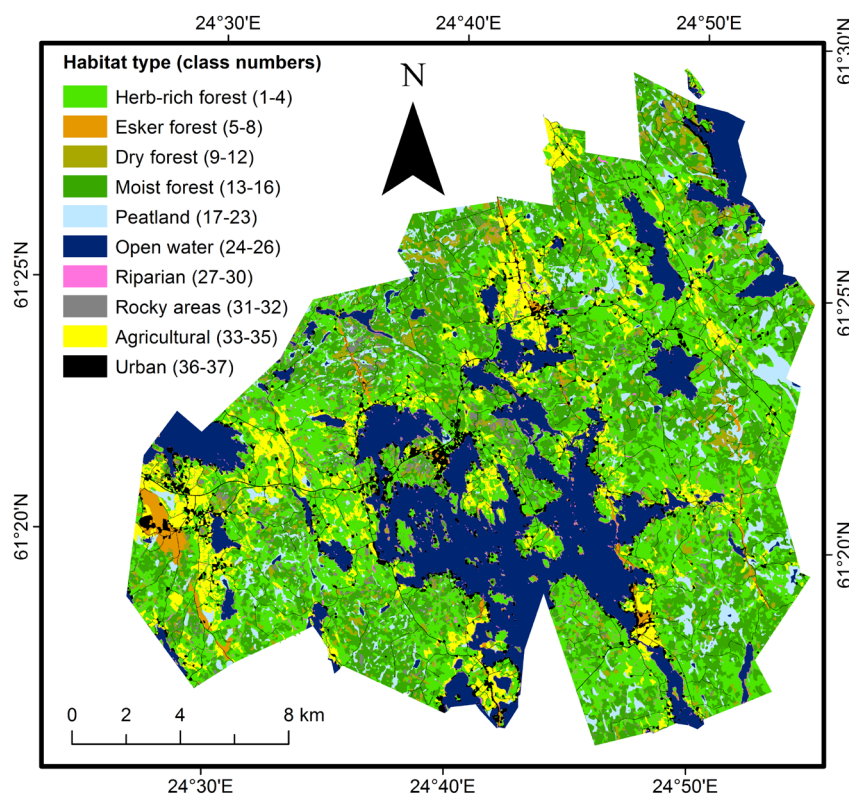 24°30'E 24°40'E 24°50'E
61°30'N
Habitat type (class numbers)
N
Herb-rich forest (1-4)
Esker forest (5-8)
Dry forest (9-12)
Moist forest (13-16)
Peatland (17-23)
Open water (24-26)
61°25'N
Riparian (27-30)
Rocky areas (31-32)
61°25'N
Agricultural (33-35)
Urban (36-37)
61°20'N
61°20'N
0 2 4 8 km
24°30'E 24°40'E 24°50'E